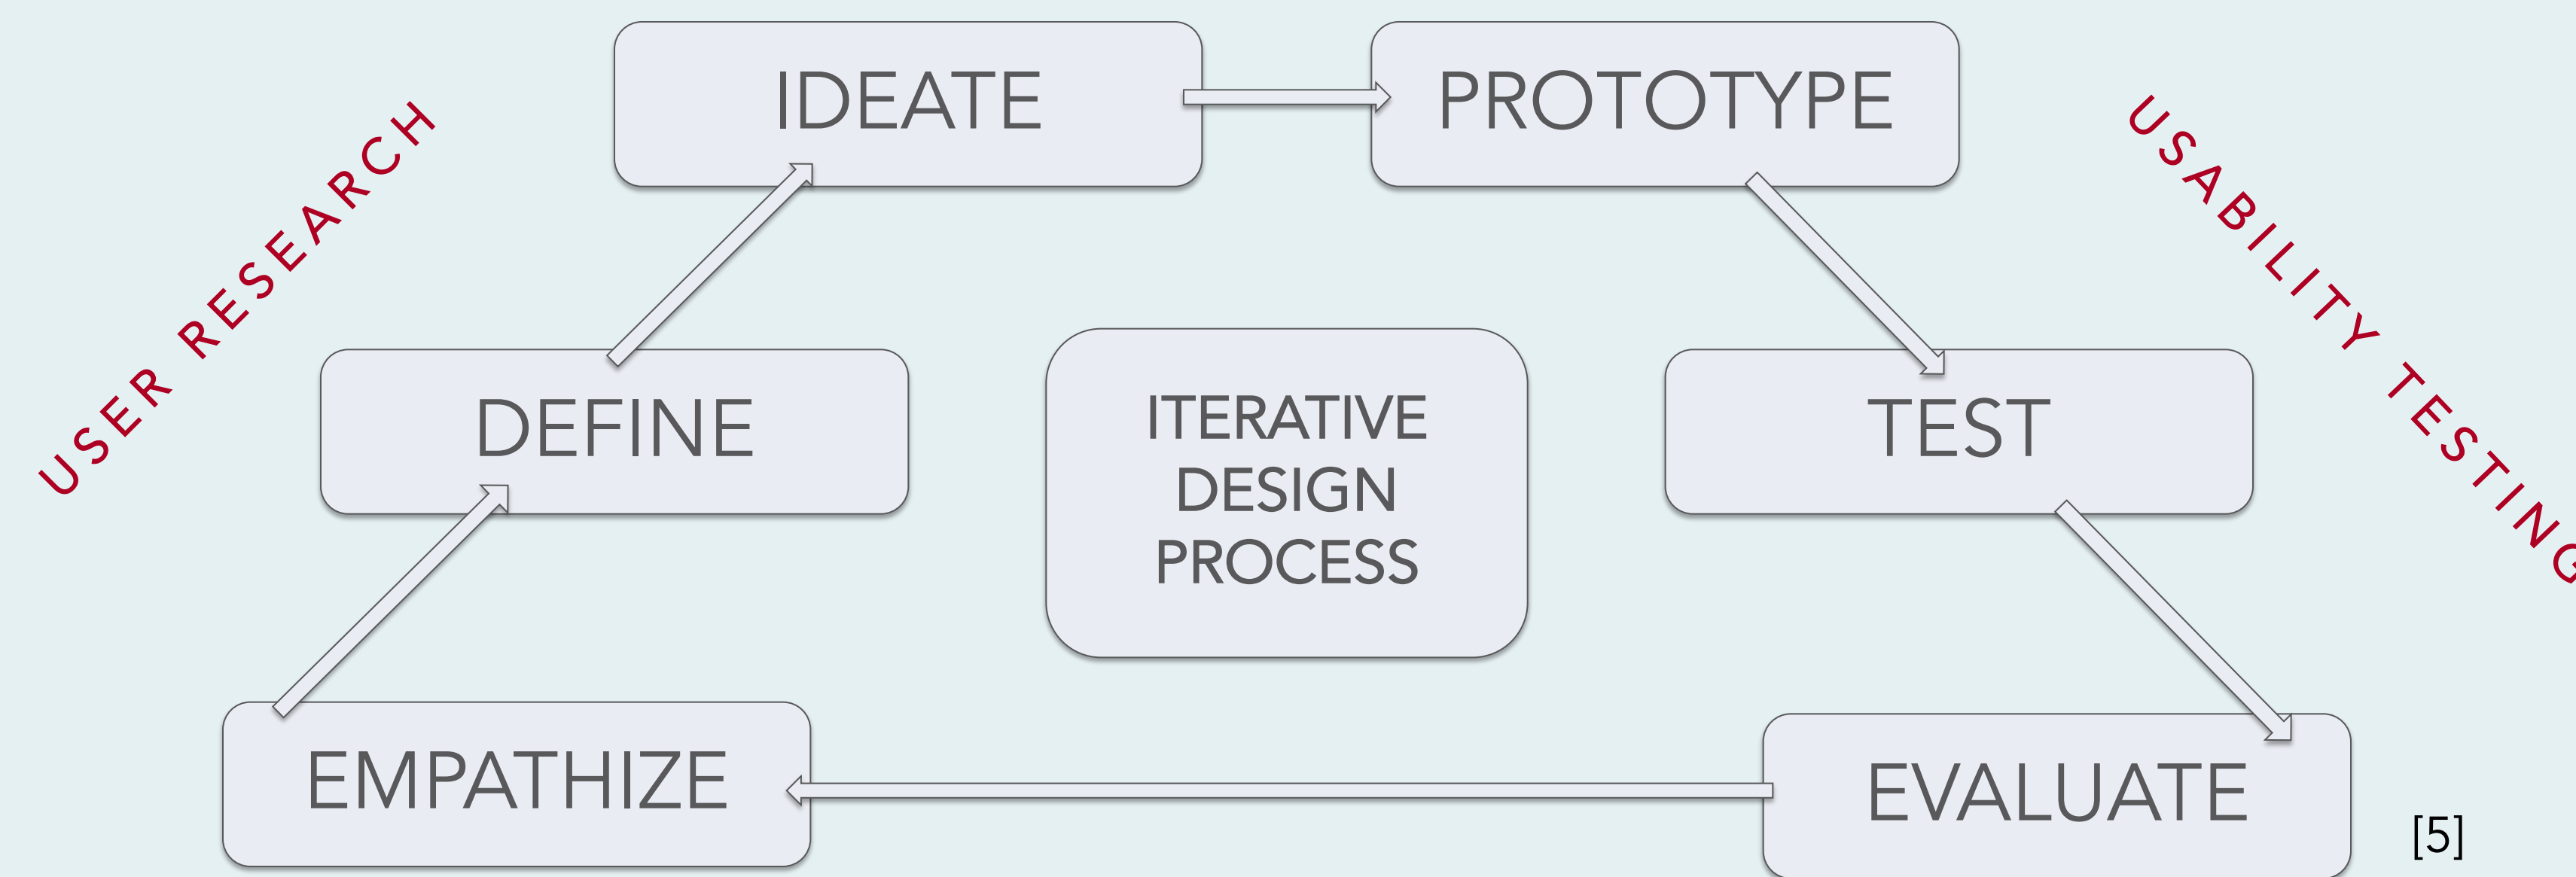 IDEATE
PROTOTYPE
USER RESEARCH
USABILITY TESTING
DEFINE
ITERATIVE
DESIGN
PROCESS
TEST
EMPATHIZE
EVALUATE
[5]